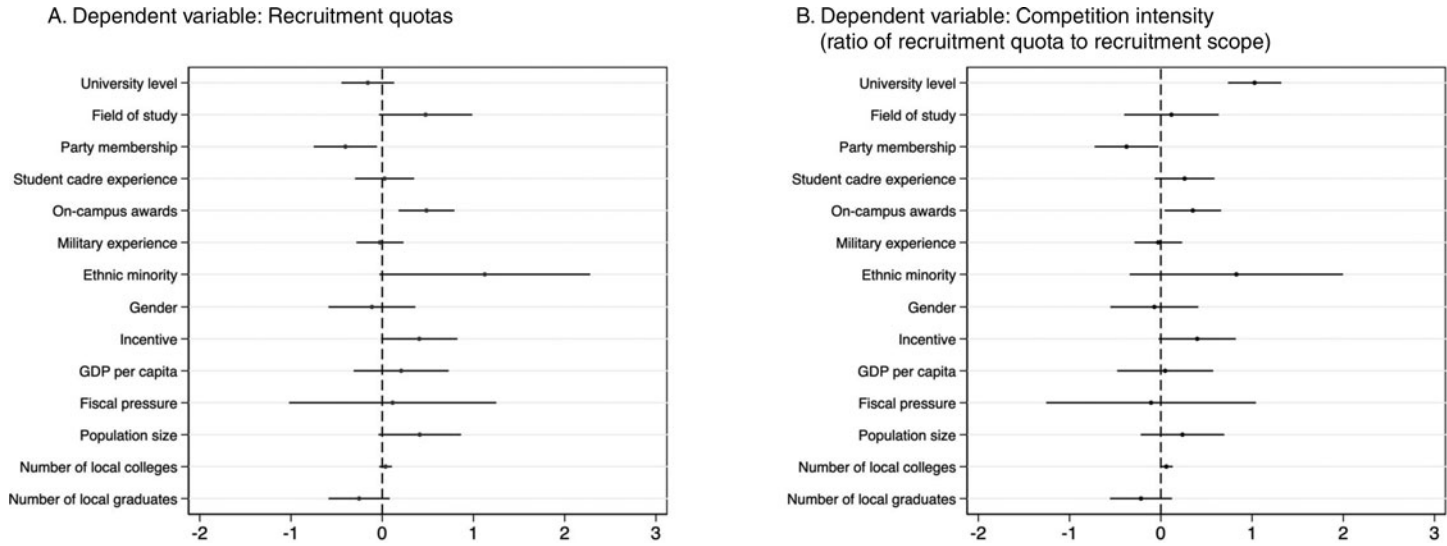 A. Dependent variable: Recruitment quotas
University level
Field of study
Party membership
Student cadre experience
On-campus awards
Military experience
Ethnic minority
Gender
Incentive
GDP per capita
Fiscal pressure
Population size
Number of local colleges
Number of local graduates
-2 -1 0 1 2 3
B. Dependent variable: Competition intensity
(ratio of recruitment quota to recruitment scope)
University level
Field of study
Party membership
Student cadre experience
On-campus awards
Military experience
Ethnic minority
Gender
Incentive
GDP per capita
Fiscal pressure
Population size
Number of local colleges
Number of local graduates
-2 -1 0 1 2 3